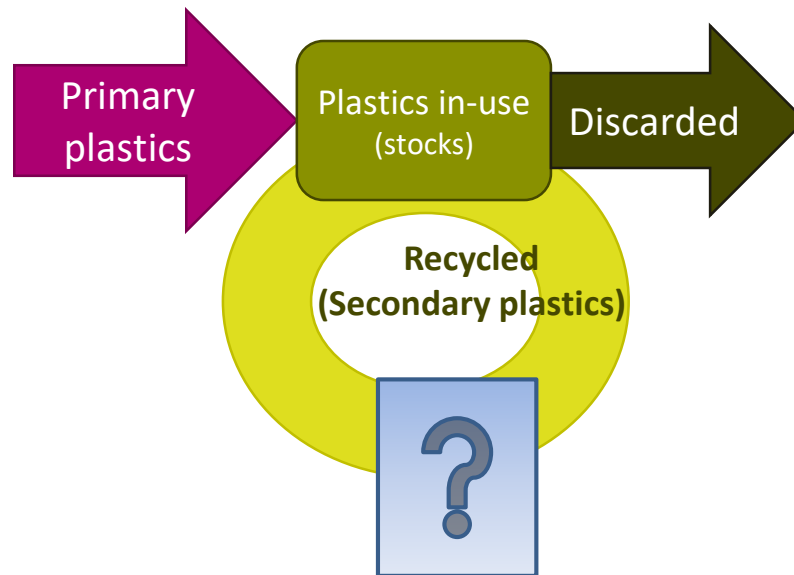 Primary
plastics
Plastics in-use
(stocks)
Discarded
Recycled
(Secondary plastics)
?